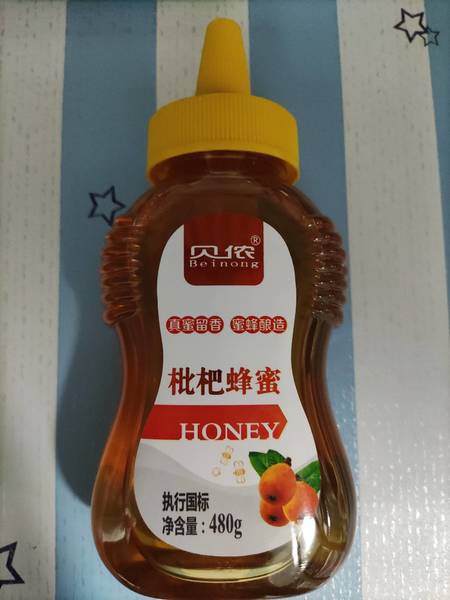 贝侬®
Beinong
真蜜留香 蜜蜂酿造
枇杷蜂蜜
HONEY
执行国标
净含量：480g